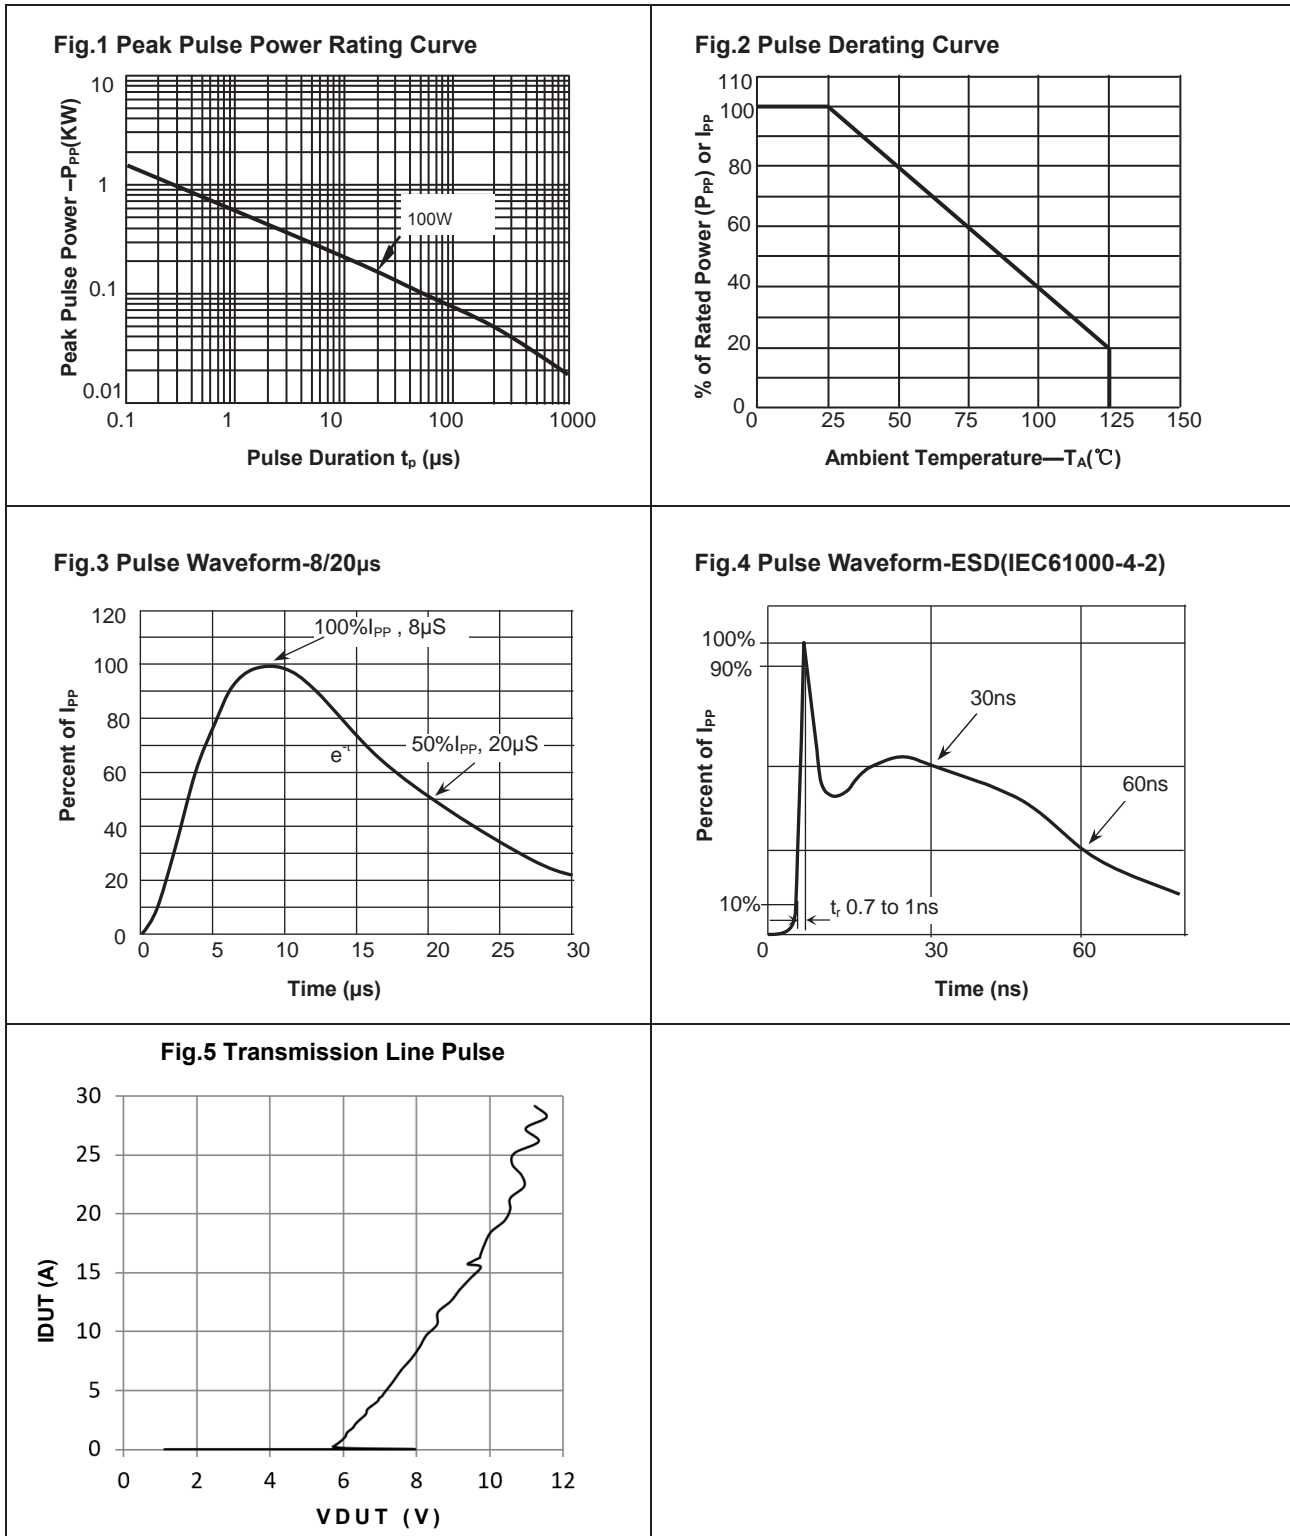 Fig.1 Peak Pulse Power Rating Curve
Peak Pulse Power –PPP(KW)
10
1
0.1
0.01
100W
0.1 1 10 100 1000
Pulse Duration tp (µs)
Fig.2 Pulse Derating Curve
% of Rated Power (PPP) or IPP
110
100
80
60
40
20
0
0 25 50 75 100 125 150
Ambient Temperature—TA(℃)
Fig.3 Pulse Waveform-8/20µs
Percent of IPP
120
100
80
60
40
20
0
100%IPP , 8µS
e-t
50%IPP, 20µS
0 5 10 15 20 25 30
Time (µs)
Fig.4 Pulse Waveform-ESD(IEC61000-4-2)
Percent of IPP
100%
90%
10%
30ns
60ns
tr 0.7 to 1ns
0 30 60
Time (ns)
Fig.5 Transmission Line Pulse
IDUT (A)
30
25
20
15
10
5
0
0 2 4 6 8 10 12
VDUT (V)